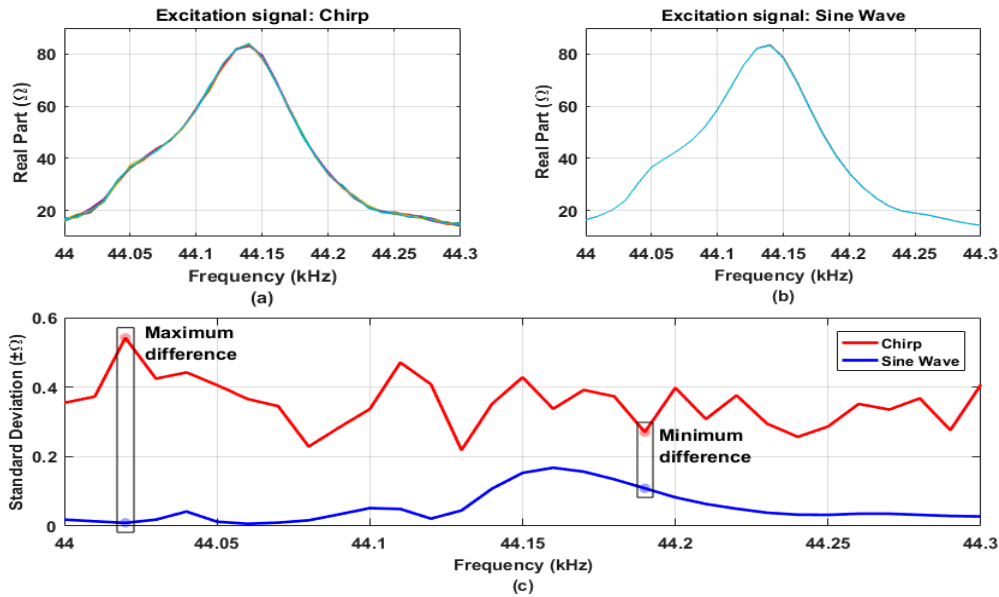 Excitation signal: Chirp
Real Part (Ω)
80
60
40
20
44
44.05
44.1
44.15
44.2
44.25
44.3
Frequency (kHz)
(a)
Excitation signal: Sine Wave
Real Part (Ω)
80
60
40
20
44
44.05
44.1
44.15
44.2
44.25
44.3
Frequency (kHz)
(b)
Standard Deviation (±Ω)
0.6
0.4
0.2
0
Maximum
difference
Chirp
Sine Wave
Minimum
difference
44
44.05
44.1
44.15
44.2
44.25
44.3
Frequency (kHz)
(c)